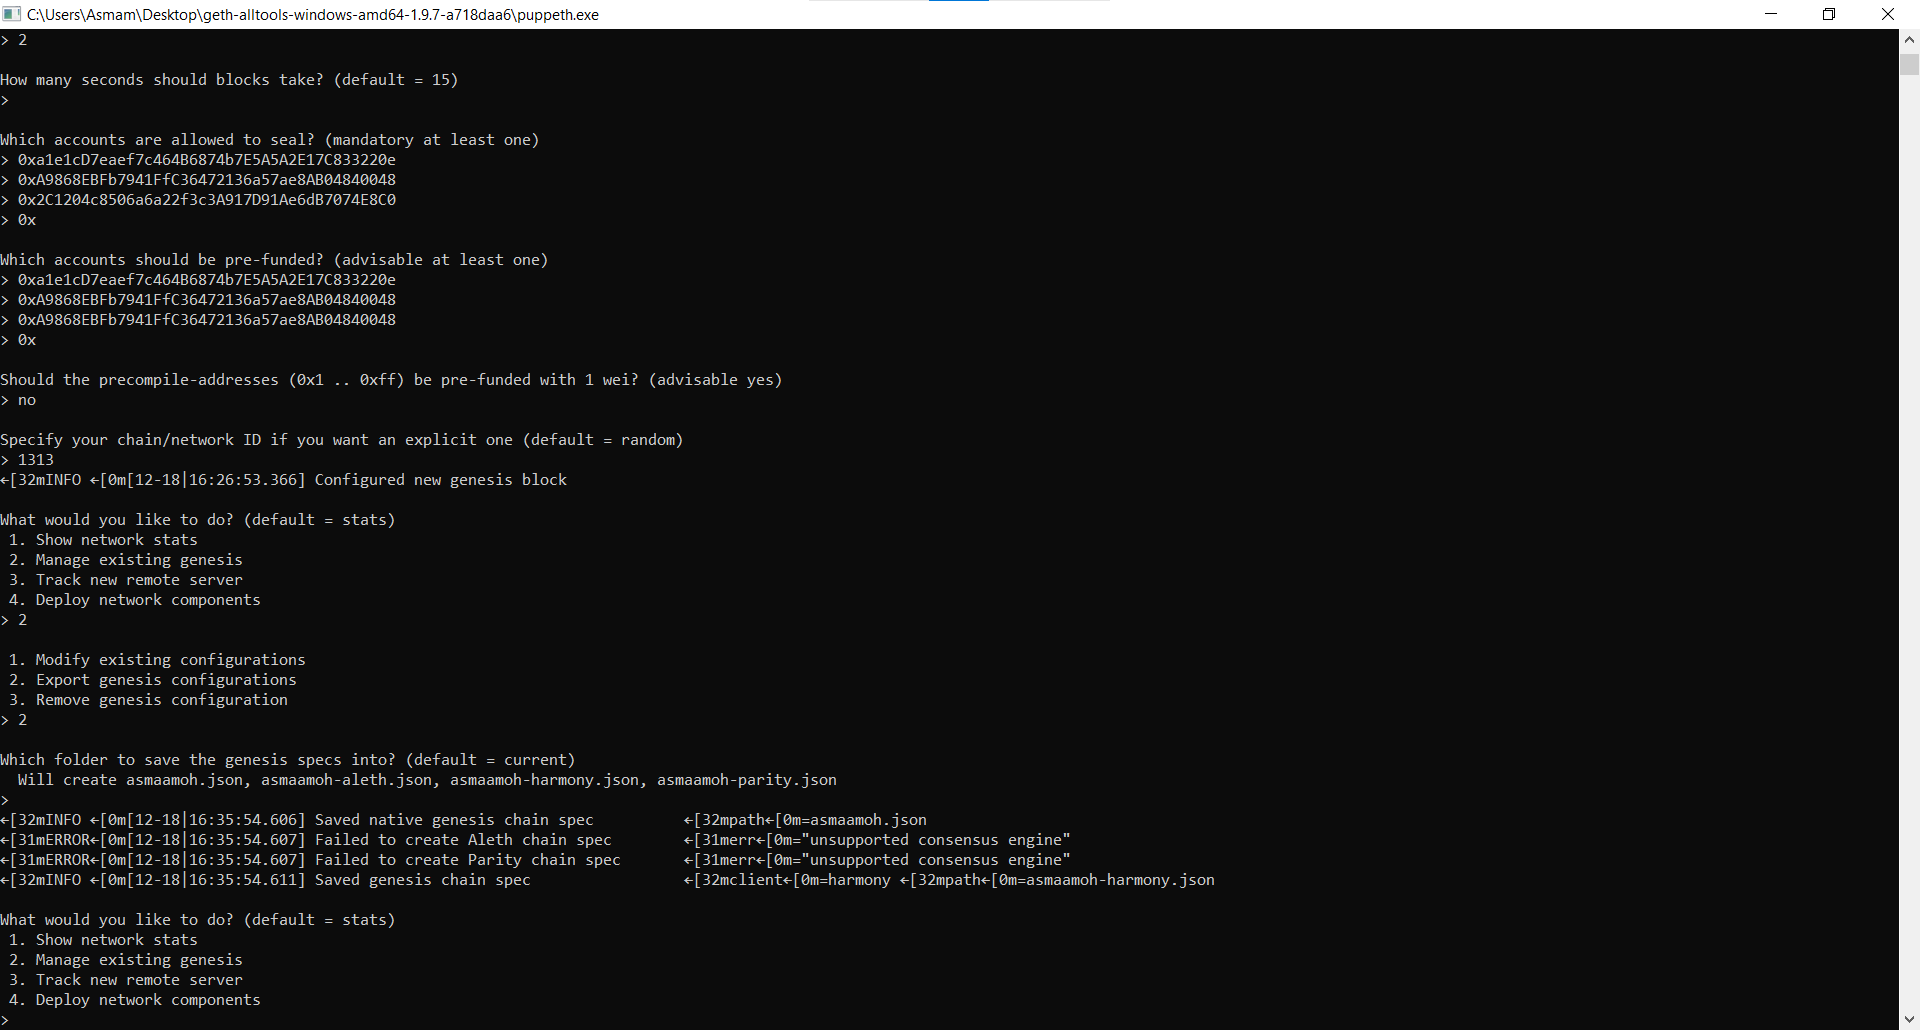 C:\Users\Asmam\Desktop\geth-alltools-windows-amd64-1.9.7-a718daa6\puppeth.exe
> 2
How many seconds should blocks take? (default = 15)
>
Which accounts are allowed to seal? (mandatory at least one)
> 0xa1e1cD7eaef7c464B6874b7E5A5A2E17C833220e
> 0xA9868EBFb7941FfC36472136a57ae8AB04840048
> 0x2C1204c8506a6a22f3c3A917D91Ae6dB7074E8C0
> 0x
Which accounts should be pre-funded? (advisable at least one)
> 0xa1e1cD7eaef7c464B6874b7E5A5A2E17C833220e
> 0xA9868EBFb7941FfC36472136a57ae8AB04840048
> 0xA9868EBFb7941FfC36472136a57ae8AB04840048
> 0x
Should the precompile-addresses (0x1 .. 0xff) be pre-funded with 1 wei? (advisable yes)
> no
Specify your chain/network ID if you want an explicit one (default = random)
> 1313
←[32mINFO ←[0m[12-18|16:26:53.366] Configured new genesis block
What would you like to do? (default = stats)
1. Show network stats
2. Manage existing genesis
3. Track new remote server
4. Deploy network components
> 2
1. Modify existing configurations
2. Export genesis configurations
3. Remove genesis configuration
> 2
Which folder to save the genesis specs into? (default = current)
Will create asmaamoh.json, asmaamoh-aleth.json, asmaamoh-harmony.json, asmaamoh-parity.json
>
←[32mINFO ←[0m[12-18|16:35:54.606] Saved native genesis chain spec ←[32mpath←[0m=asmaamoh.json
←[31mERROR←[0m[12-18|16:35:54.607] Failed to create Aleth chain spec ←[31merr←[0m="unsupported consensus engine"
←[31mERROR←[0m[12-18|16:35:54.607] Failed to create Parity chain spec ←[31merr←[0m="unsupported consensus engine"
←[32mINFO ←[0m[12-18|16:35:54.611] Saved genesis chain spec ←[32mclient←[0m=harmony ←[32mpath←[0m=asmaamoh-harmony.json
What would you like to do? (default = stats)
1. Show network stats
2. Manage existing genesis
3. Track new remote server
4. Deploy network components
>